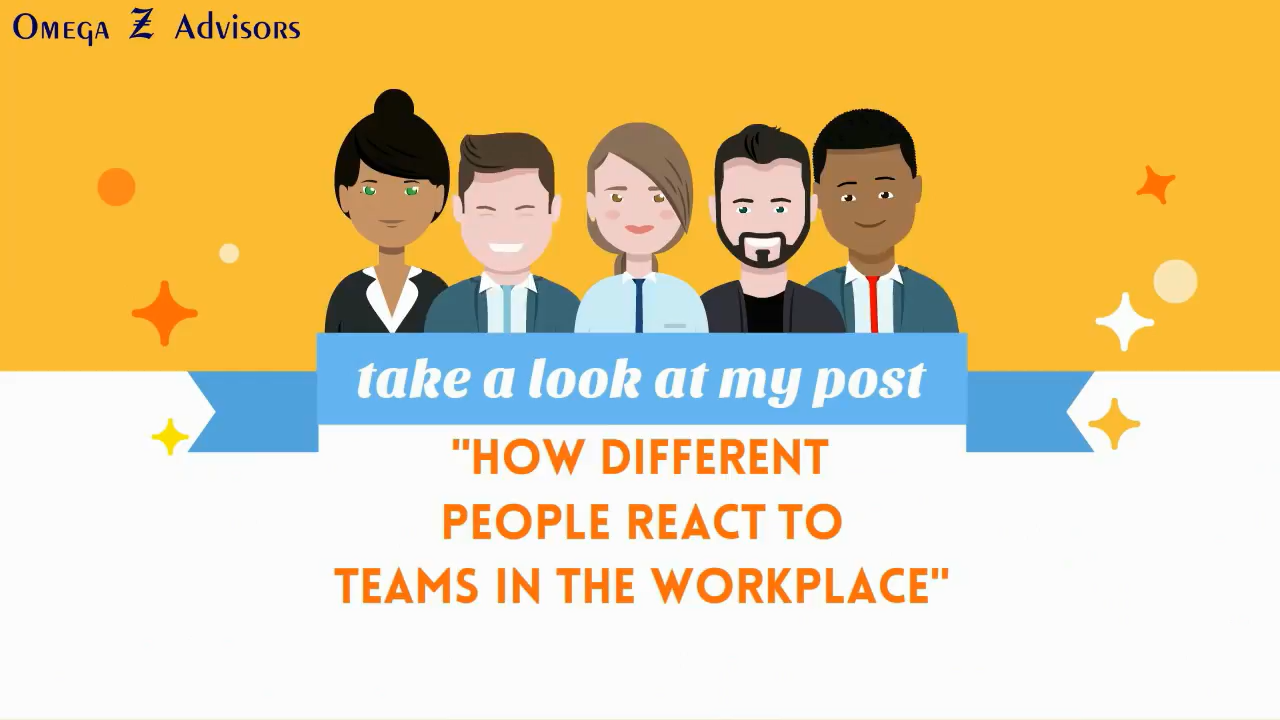 Omega Z Advisors
take a look at my post
"HOW DIFFERENT
PEOPLE REACT TO
TEAMS IN THE WORKPLACE"